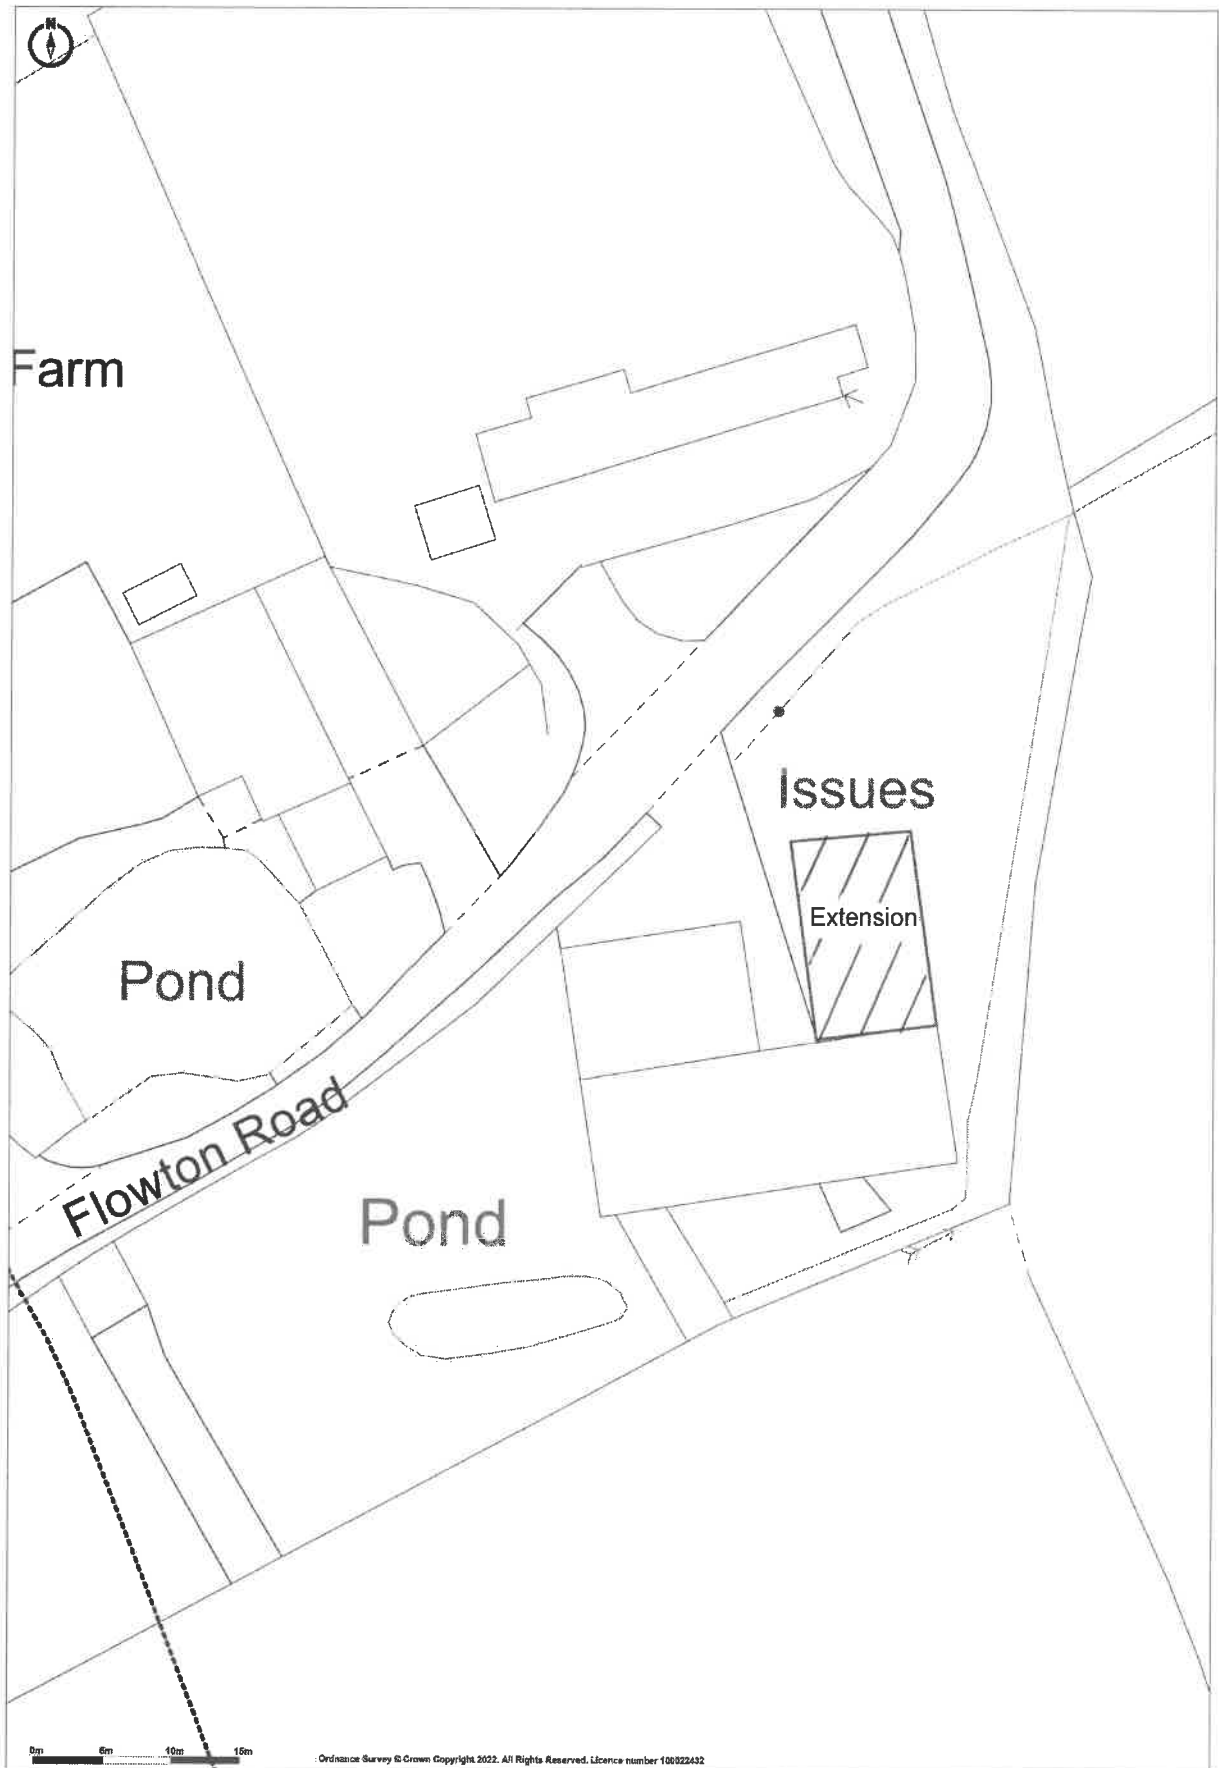 N
Farm
Issues
Extension
Pond
Flowton Road
Pond
0m 5m 10m 15m
Ordnance Survey © Crown Copyright 2022. All Rights Reserved. Licence number 100022432